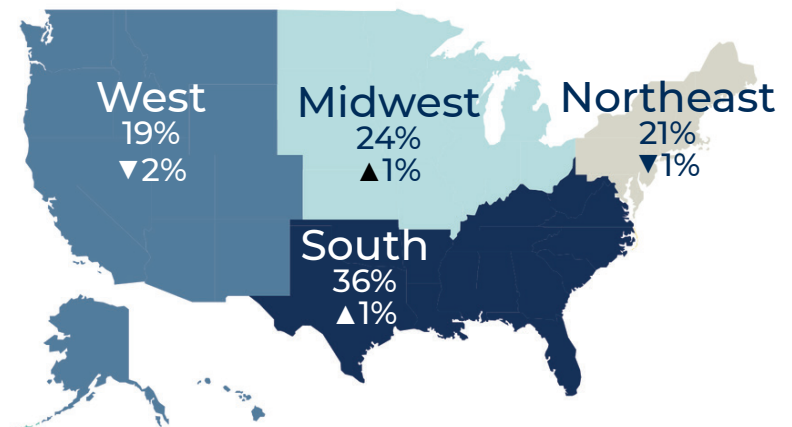 West
19%
▼2%
Midwest
24%
▲1%
Northeast
21%
▼1%
South
36%
▲1%